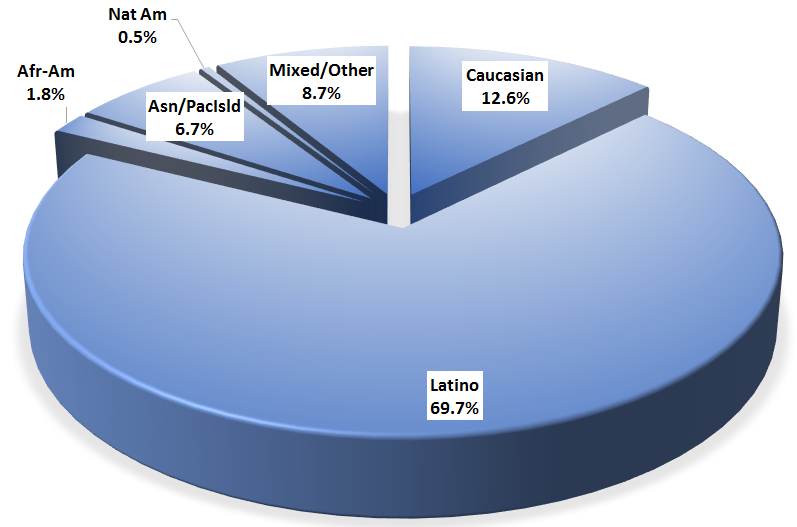 Nat Am
0.5%
Afr-Am
1.8%
Asn/PacIsld
6.7%
Mixed/Other
8.7%
Caucasian
12.6%
Latino
69.7%